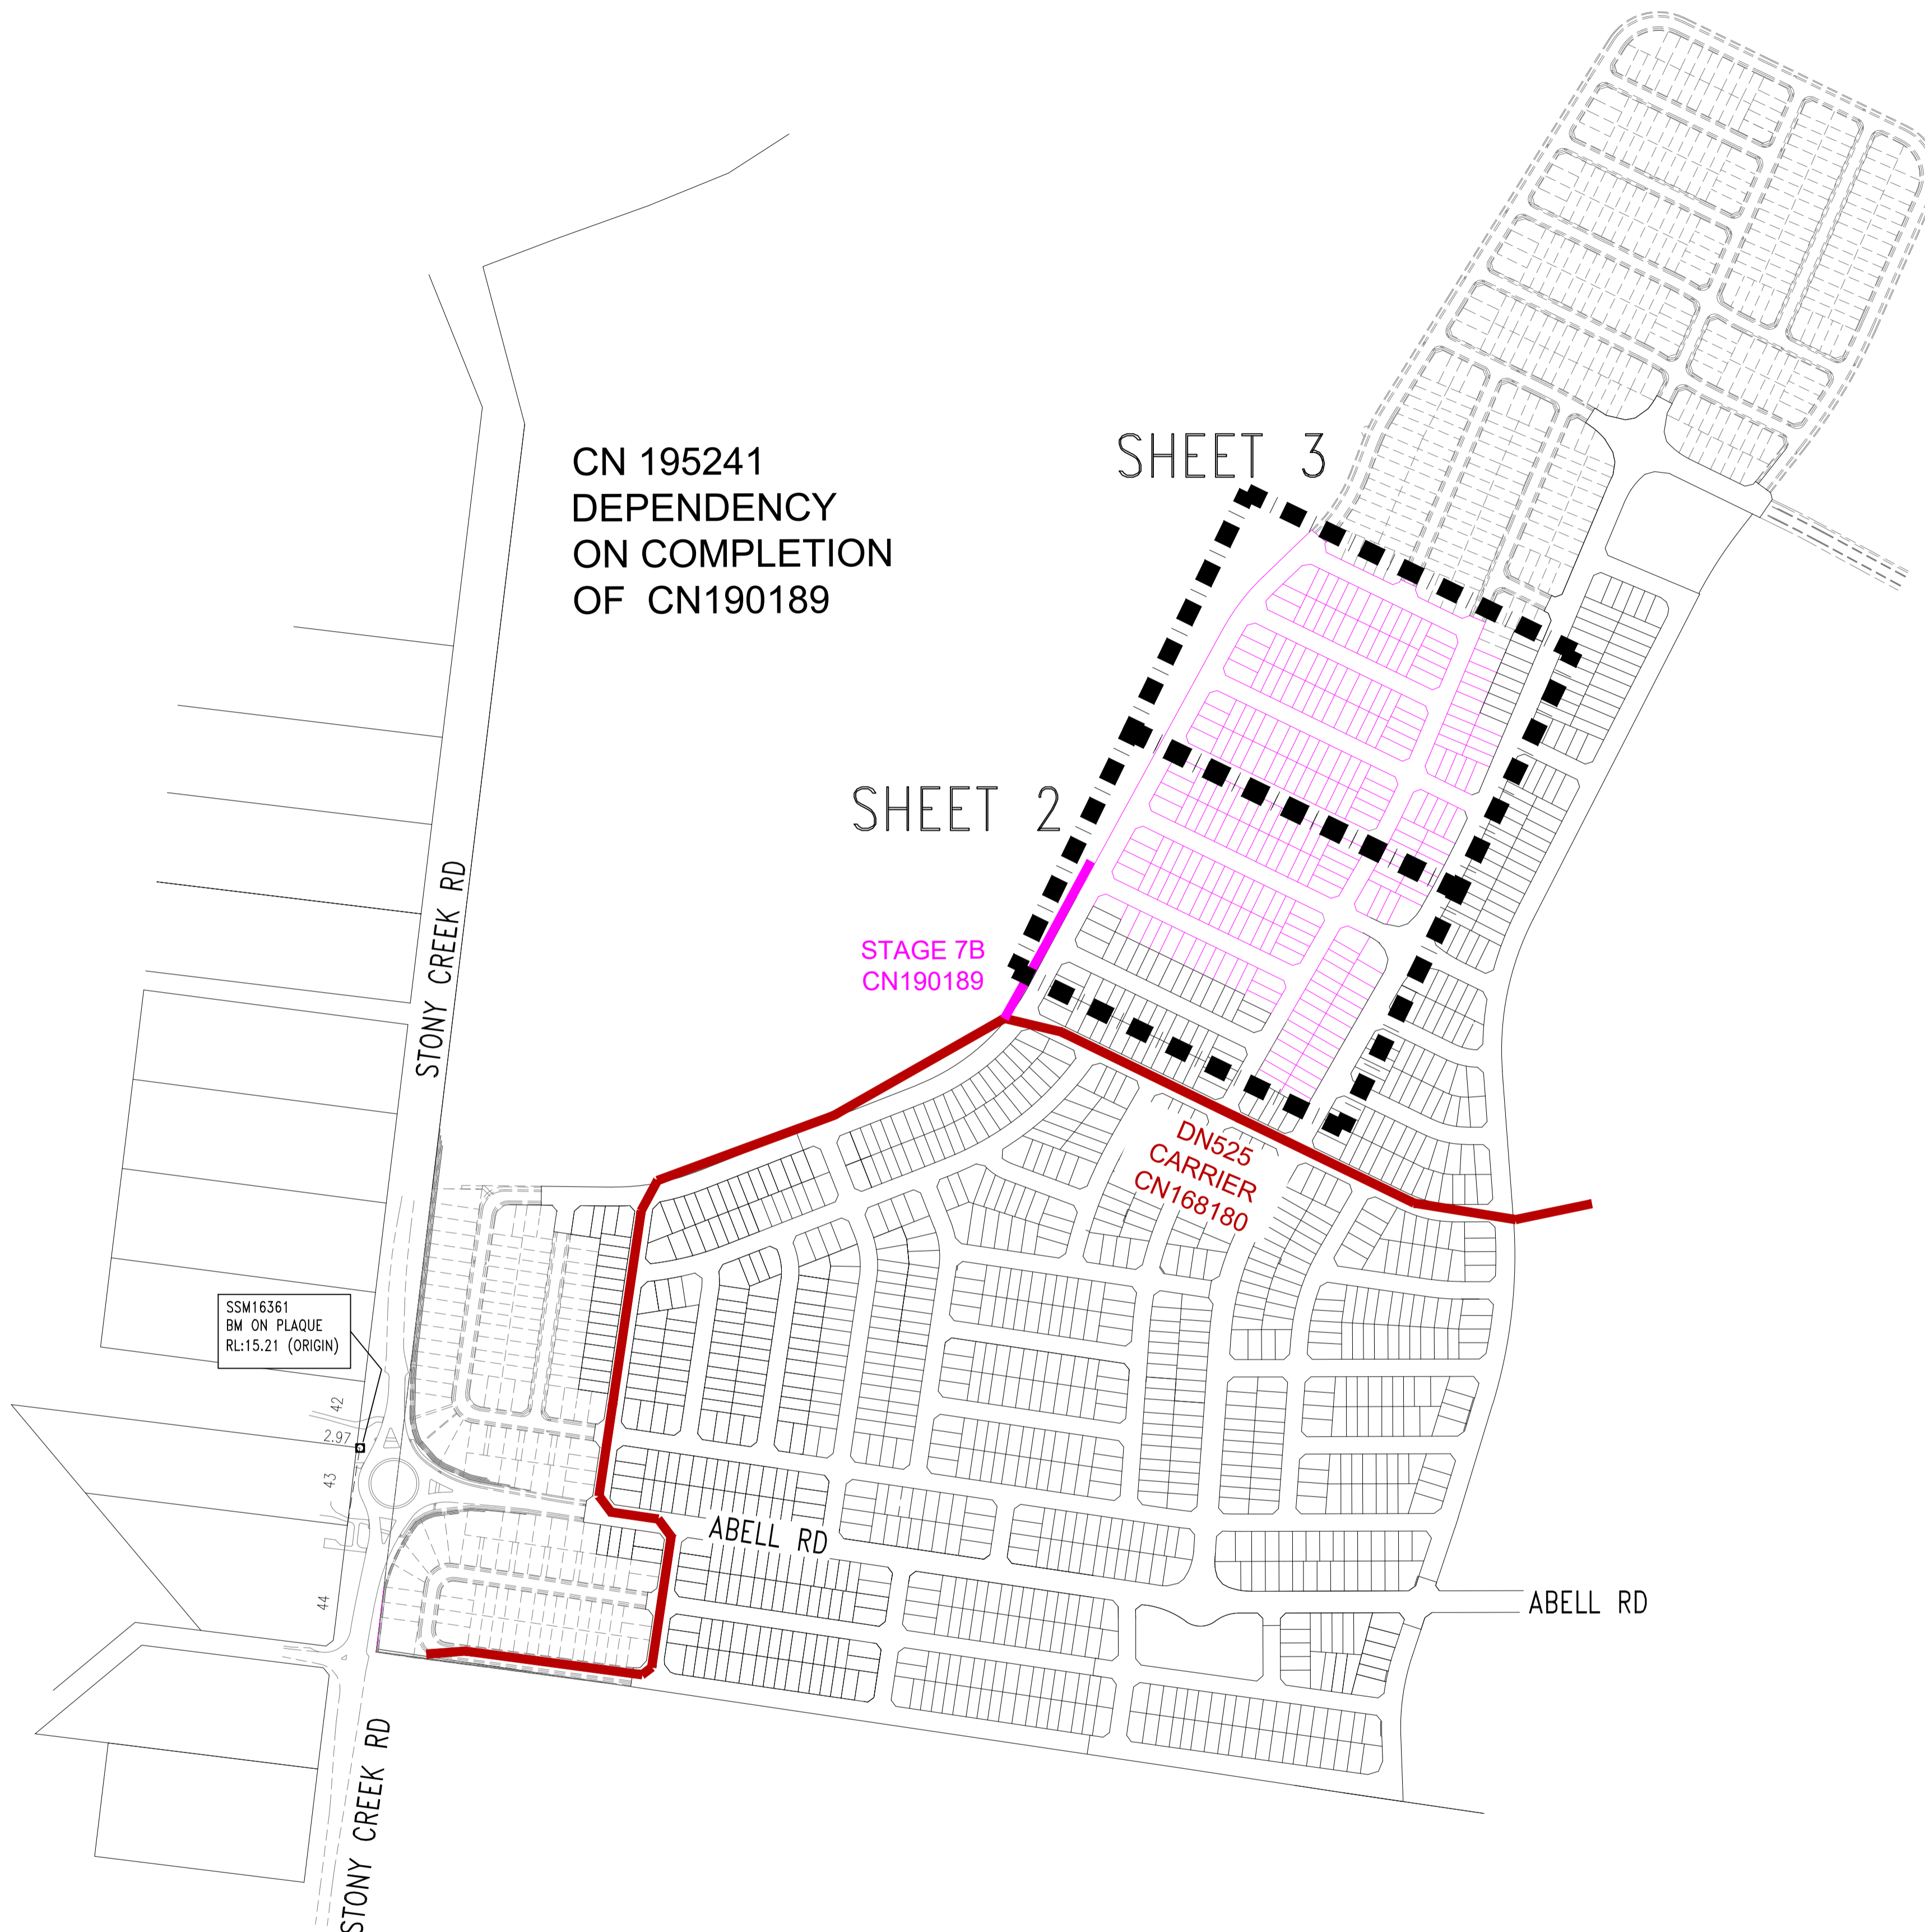 SHEET 3
CN 195241
DEPENDENCY
ON COMPLETION
OF CN190189
SHEET 2
STONY CREEK RD
STAGE 7B
CN190189
DN525
CARRIER
CN168180
SSM16361
BM ON PLAQUE
RL:15.21 (ORIGIN)
42
2.97
43
44
ABELL RD
ABELL RD
STONY CREEK RD